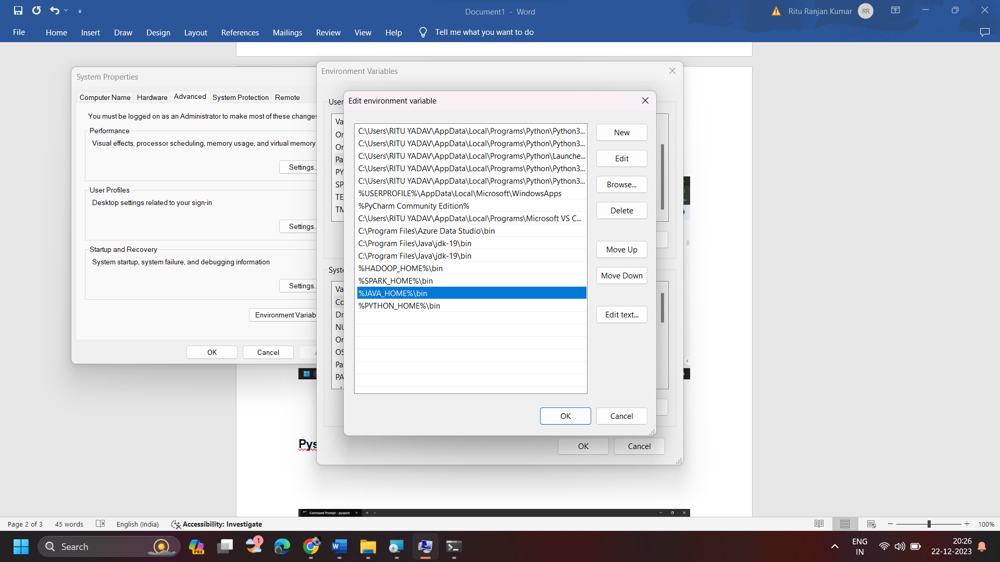 Document1 - Word
Ritu Ranjan Kumar
RR
File
Home
Insert
Draw
Design
Layout
References
Mailings
Review
View
Help
Tell me what you want to do
System Properties
Computer Name
Hardware
Advanced
System Protection
Remote
You must be logged on as an Administrator to make most of these changes
Performance
Visual effects, processor scheduling, memory usage, and virtual memory
Settings..
User Profiles
Desktop settings related to your sign-in
Settings..
Startup and Recovery
System startup, system failure, and debugging information
Settings..
Environment Variab
OK
Cancel
Environment Variables
User
Va
On
On
Pa
PY
SP
TE
TM
Syste
Va
Co
Dr
NU
On
OS
Pa
PA
OK
Cancel
Edit environment variable
C:\Users\RITU YADAV\AppData\Local\Programs\Python\Python3...
C:\Users\RITU YADAV\AppData\Local\Programs\Python\Python3...
C:\Users\RITU YADAV\AppData\Local\Programs\Python\Launche...
C:\Users\RITU YADAV\AppData\Local\Programs\Python\Python3...
C:\Users\RITU YADAV\AppData\Local\Programs\Python\Python3...
%USERPROFILE%\AppData\Local\Microsoft\WindowsApps
%PyCharm Community Edition%
C:\Users\RITU YADAV\AppData\Local\Programs\Microsoft VS C...
C:\Program Files\Azure Data Studio\bin
C:\Program Files\Java\jdk-19\bin
C:\Program Files\Java\jdk-19\bin
%HADOOP_HOME%\bin
%SPARK_HOME%\bin
%JAVA_HOME%\bin
%PYTHON_HOME%\bin
New
Edit
Browse...
Delete
Move Up
Move Down
Edit text...
OK
Cancel
Pys
Command Prompt - pyspark
Page 2 of 3
45 words
English (India)
Accessibility: Investigate
100%
Search
PRE
1
ENG
IN
20:26
22-12-2023